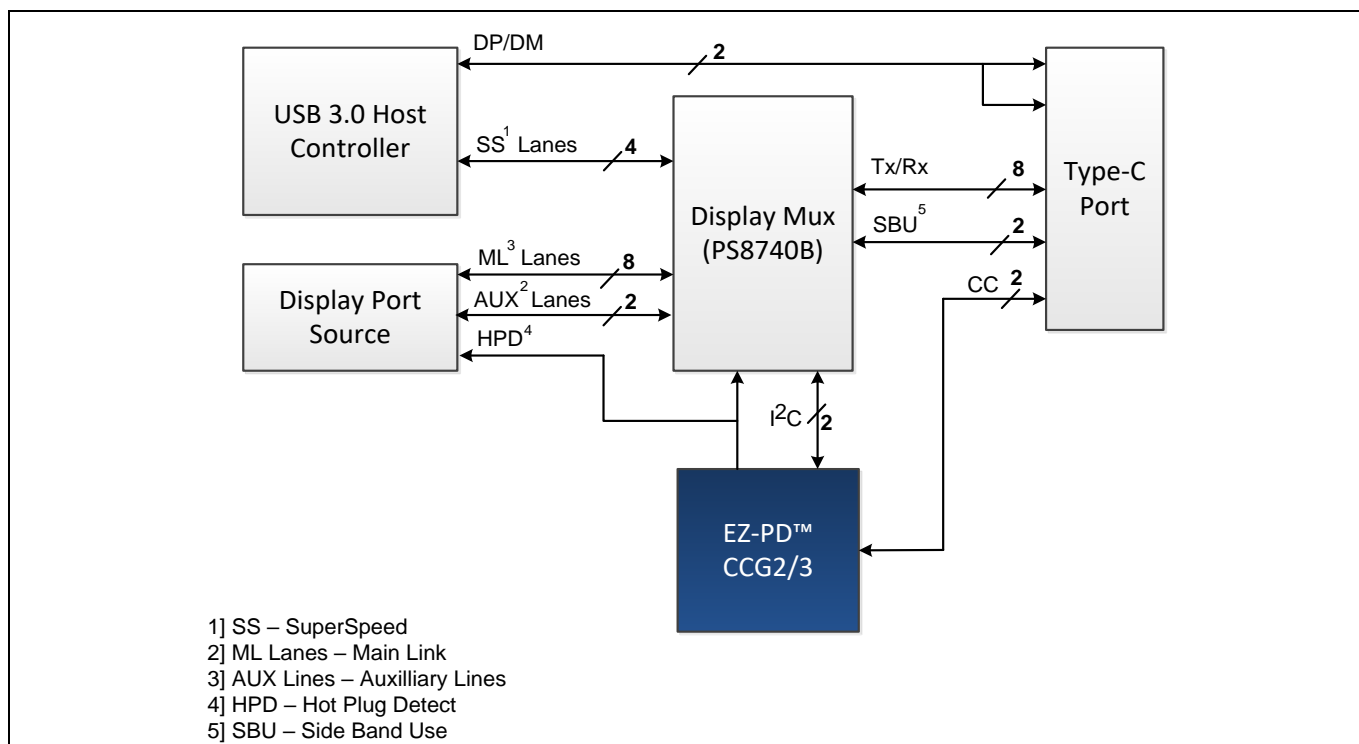 DP/DM
2
USB 3.0 Host
Controller
SS¹ Lanes
4
Display Mux
(PS8740B)
Tx/Rx
8
SBU⁵
2
Type-C
Port
ML³ Lanes
8
AUX² Lanes
2
HPD⁴
Display Port
Source
CC
2
I²C
2
EZ-PD™
CCG2/3
1] SS – SuperSpeed
2] ML Lanes – Main Link
3] AUX Lines – Auxilliary Lines
4] HPD – Hot Plug Detect
5] SBU – Side Band Use